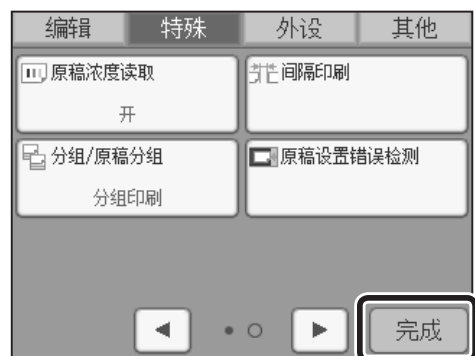 编辑 特殊 外设 其他
原稿浓度读取 间隔印刷
开
分组/原稿分组 原稿设置错误检测
分组印刷
完成